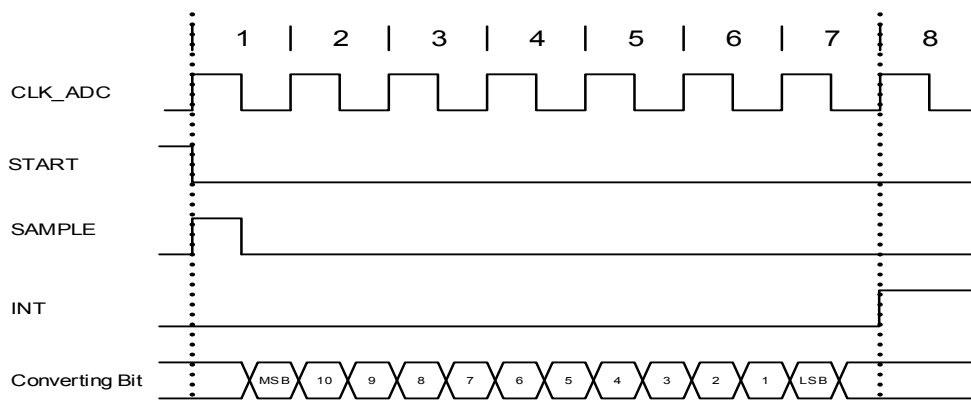 1 2 3 4 5 6 7 8
CLK_ADC
START
SAMPLE
INT
Converting Bit MSB 10 9 8 7 6 5 4 3 2 1 LSB